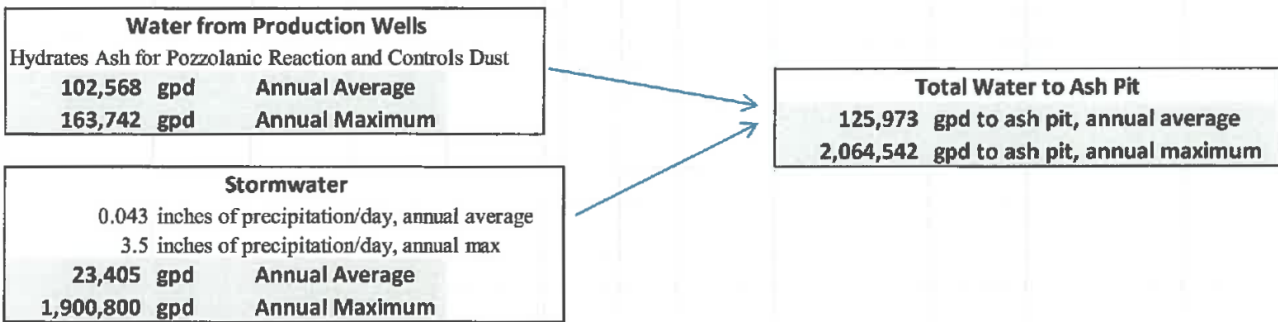 Water from Production Wells
Hydrates Ash for Pozzolanic Reaction and Controls Dust
102,568 gpd Annual Average
163,742 gpd Annual Maximum
Stormwater
0.043 inches of precipitation/day, annual average
3.5 inches of precipitation/day, annual max
23,405 gpd Annual Average
1,900,800 gpd Annual Maximum
Total Water to Ash Pit
125,973 gpd to ash pit, annual average
2,064,542 gpd to ash pit, annual maximum